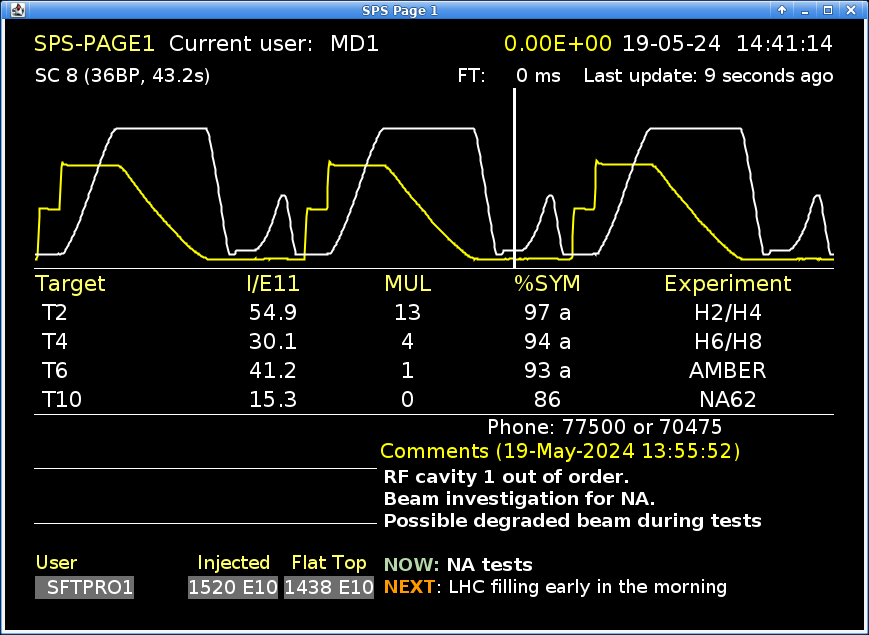 SPS Page 1
SPS-PAGE1 Current user: MD1 0.00E+00 19-05-24 14:41:14
SC 8 (36BP, 43.2s) FT: 0 ms Last update: 9 seconds ago
Target I/E11 MUL %SYM Experiment
T2 54.9 13 97 a H2/H4
T4 30.1 4 94 a H6/H8
T6 41.2 1 93 a AMBER
T10 15.3 0 86 NA62
Phone: 77500 or 70475
Comments (19-May-2024 13:55:52)
RF cavity 1 out of order.
Beam investigation for NA.
Possible degraded beam during tests
User Injected Flat Top
SFTPRO1 1520 E10 1438 E10
NOW: NA tests
NEXT: LHC filling early in the morning